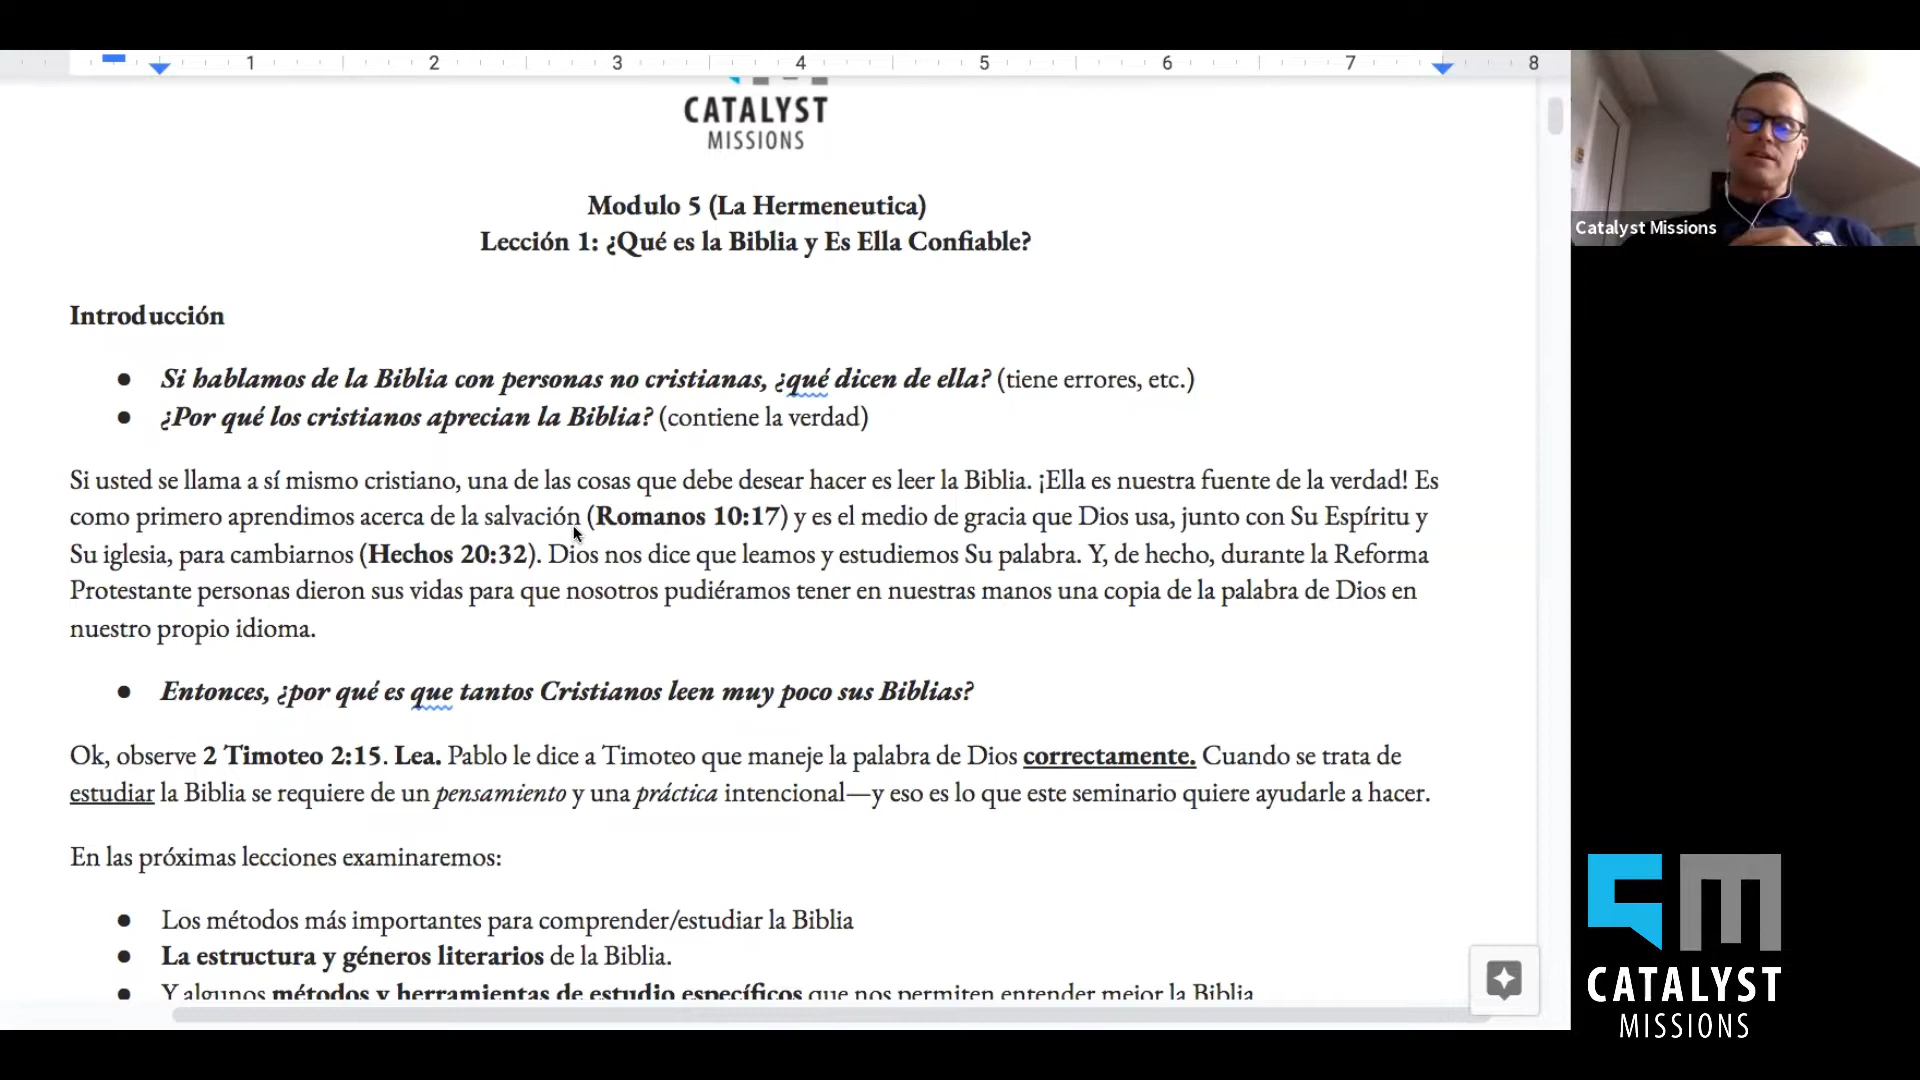 1 2 3 4 5 6 7 8
CATALYST
MISSIONS
Modulo 5 (La Hermeneutica)
Lección 1: ¿Qué es la Biblia y Es Ella Confiable?
Introducción
● Si hablamos de la Biblia con personas no cristianas, ¿qué dicen de ella? (tiene errores, etc.)
● ¿Por qué los cristianos aprecian la Biblia? (contiene la verdad)
Si usted se llama a sí mismo cristiano, una de las cosas que debe desear hacer es leer la Biblia. ¡Ella es nuestra fuente de la verdad! Es
como primero aprendimos acerca de la salvación (Romanos 10:17) y es el medio de gracia que Dios usa, junto con Su Espíritu y
Su iglesia, para cambiarnos (Hechos 20:32). Dios nos dice que leamos y estudiemos Su palabra. Y, de hecho, durante la Reforma
Protestante personas dieron sus vidas para que nosotros pudiéramos tener en nuestras manos una copia de la palabra de Dios en
nuestro propio idioma.
● Entonces, ¿por qué es que tantos Cristianos leen muy poco sus Biblias?
Ok, observe 2 Timoteo 2:15. Lea. Pablo le dice a Timoteo que maneje la palabra de Dios correctamente. Cuando se trata de
estudiar la Biblia se requiere de un pensamiento y una práctica intencional—y eso es lo que este seminario quiere ayudarle a hacer.
En las próximas lecciones examinaremos:
● Los métodos más importantes para comprender/estudiar la Biblia
● La estructura y géneros literarios de la Biblia.
● Y algunos métodos y herramientas de estudio específicos que nos permiten entender mejor la Biblia
Catalyst Missions
CATALYST
MISSIONS